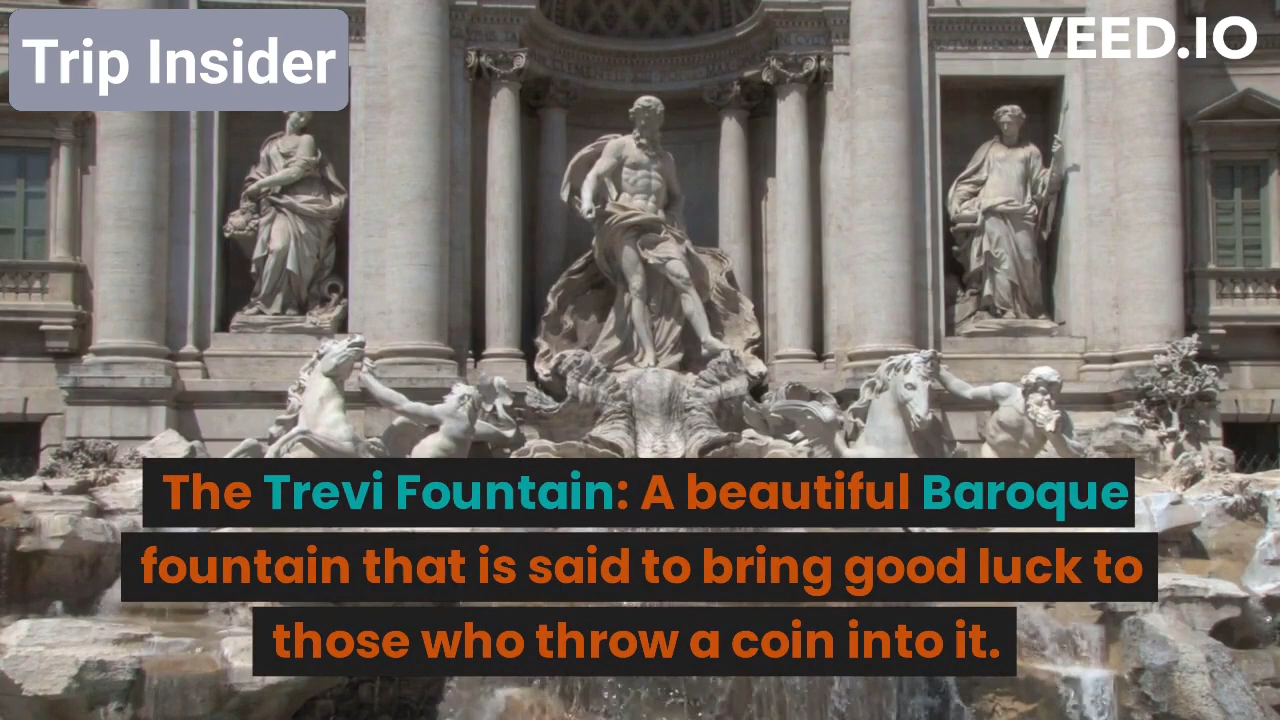 Trip Insider
VEED.IO
The Trevi Fountain: A beautiful Baroque
fountain that is said to bring good luck to
those who throw a coin into it.